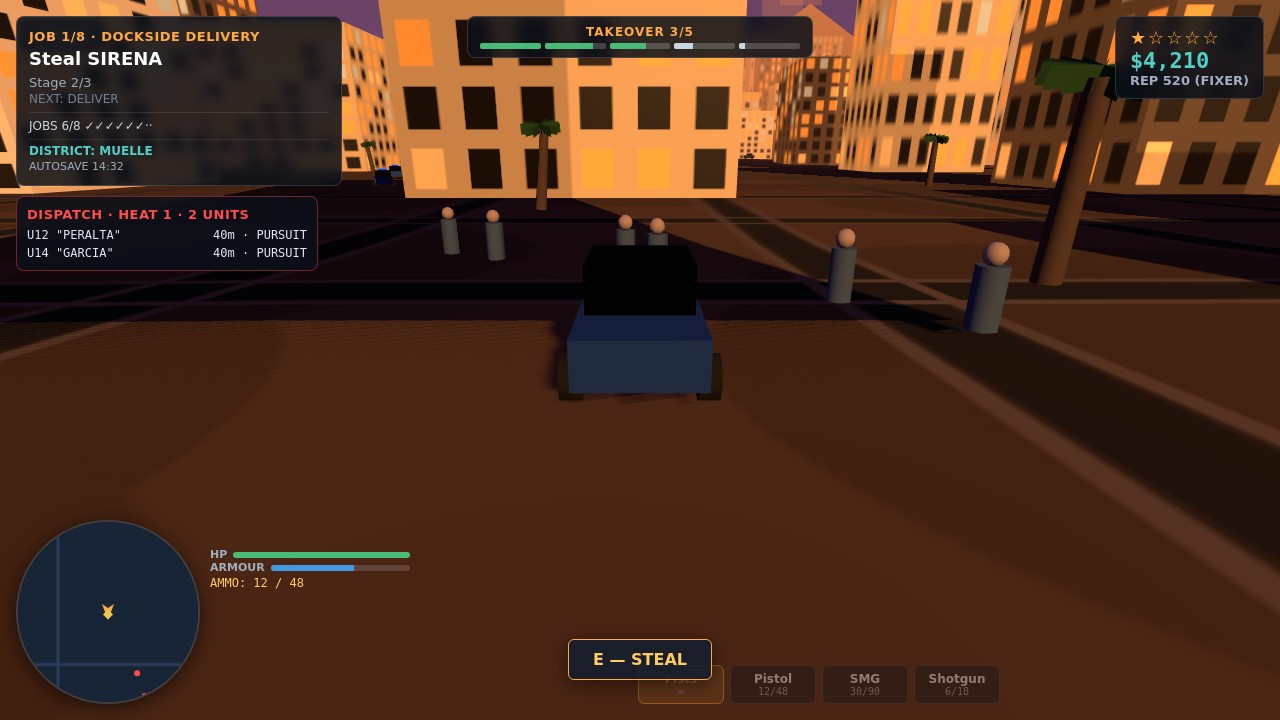 JOB 1/8 · DOCKSIDE DELIVERY
Steal SIRENA
Stage 2/3
NEXT: DELIVER
JOBS 6/8 ✓✓✓✓✓✓··
DISTRICT: MUELLE
AUTOSAVE 14:32
TAKEOVER 3/5
★☆☆☆☆
$4,210
REP 520 (FIXER)
DISPATCH · HEAT 1 · 2 UNITS
U12 "PERALTA" 40m · PURSUIT
U14 "GARCIA" 40m · PURSUIT
HP
ARMOUR
AMMO: 12 / 48
E — STEAL
Pistol
12/48
SMG
30/90
Shotgun
6/18